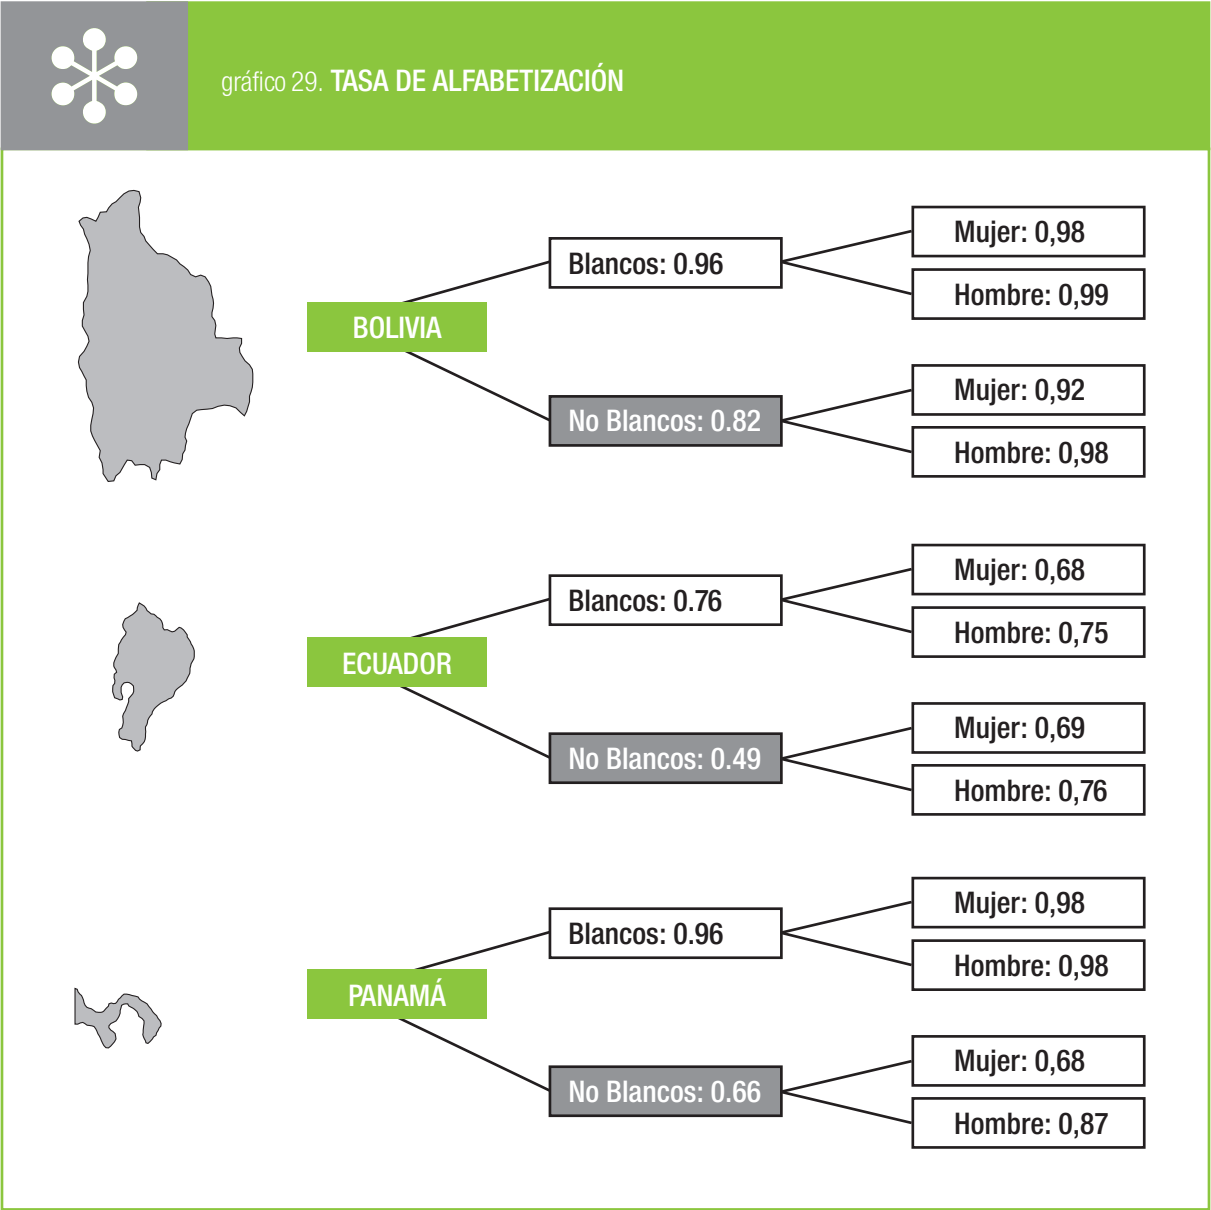 gráfico 29. TASA DE ALFABETIZACIÓN
BOLIVIA
Blancos: 0.96
Mujer: 0,98
Hombre: 0,99
No Blancos: 0.82
Mujer: 0,92
Hombre: 0,98
ECUADOR
Blancos: 0.76
Mujer: 0,68
Hombre: 0,75
No Blancos: 0.49
Mujer: 0,69
Hombre: 0,76
PANAMÁ
Blancos: 0.96
Mujer: 0,98
Hombre: 0,98
No Blancos: 0.66
Mujer: 0,68
Hombre: 0,87